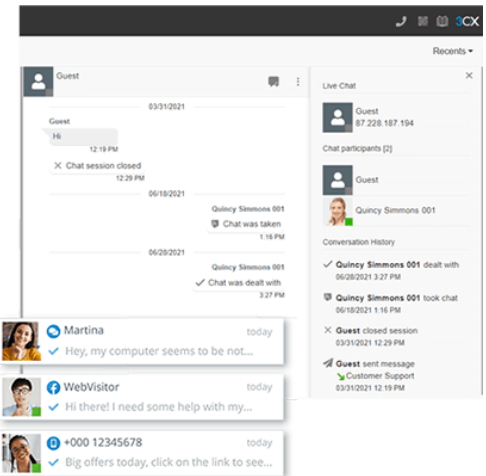 3CX
Recents
Guest
03/31/2021
Guest
Hi
12:19 PM
Chat session closed
12:29 PM
06/18/2021
Quincy Simmons 001
Chat was taken
1:16 PM
06/28/2021
Quincy Simmons 001
Chat was dealt with
3:27 PM
Live Chat
Guest
87.228.187.194
Chat participants [2]
Guest
Quincy Simmons 001
Conversation History
Quincy Simmons 001 dealt with
06/28/2021 3:27 PM
Quincy Simmons 001 took chat
06/18/2021 1:16 PM
Guest closed session
03/31/2021 12:29 PM
Guest sent message
Customer Support
03/31/2021 12:19 PM
Martina today
Hey, my computer seems to be not...
WebVisitor today
Hi there! I need some help with my...
+000 12345678 today
Big offers today, click on the link to see...